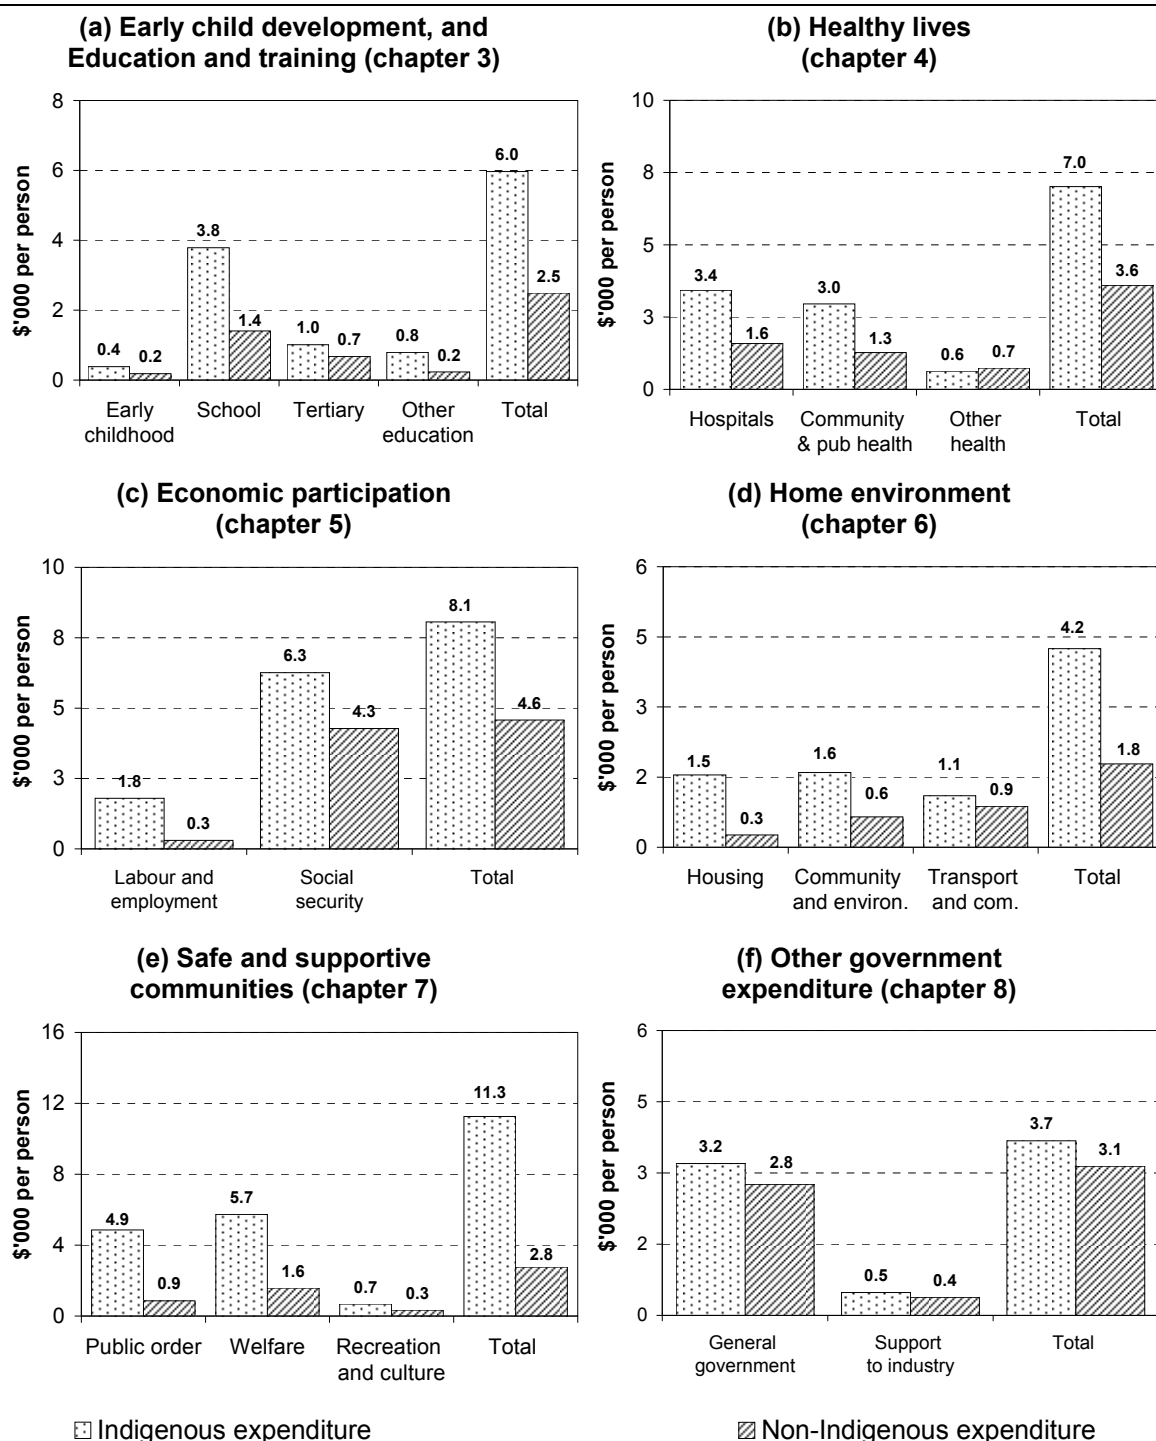 (a) Early child development, and
Education and training (chapter 3)
$'000 per person
8
6
4
2
0
0.4
0.2
3.8
1.4
1.0
0.7
0.8
0.2
6.0
2.5
Early
childhood
School
Tertiary
Other
education
Total
(b) Healthy lives
(chapter 4)
$'000 per person
10
8
5
3
0
3.4
1.6
3.0
1.3
0.6
0.7
7.0
3.6
Hospitals
Community
& pub health
Other
health
Total
(c) Economic participation
(chapter 5)
$'000 per person
10
8
5
3
0
1.8
0.3
6.3
4.3
8.1
4.6
Labour and
employment
Social
security
Total
(d) Home environment
(chapter 6)
$'000 per person
6
5
3
2
0
1.5
0.3
1.6
0.6
1.1
0.9
4.2
1.8
Housing
Community
and environ.
Transport
and com.
Total
(e) Safe and supportive
communities (chapter 7)
$'000 per person
16
12
8
4
0
4.9
0.9
5.7
1.6
0.7
0.3
11.3
2.8
Public order
Welfare
Recreation
and culture
Total
(f) Other government
expenditure (chapter 8)
$'000 per person
6
5
3
2
0
3.2
2.8
0.5
0.4
3.7
3.1
General
government
Support
to industry
Total
Indigenous expenditure
Non-Indigenous expenditure